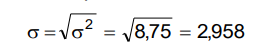 σ = √σ² = √8,75 = 2,958